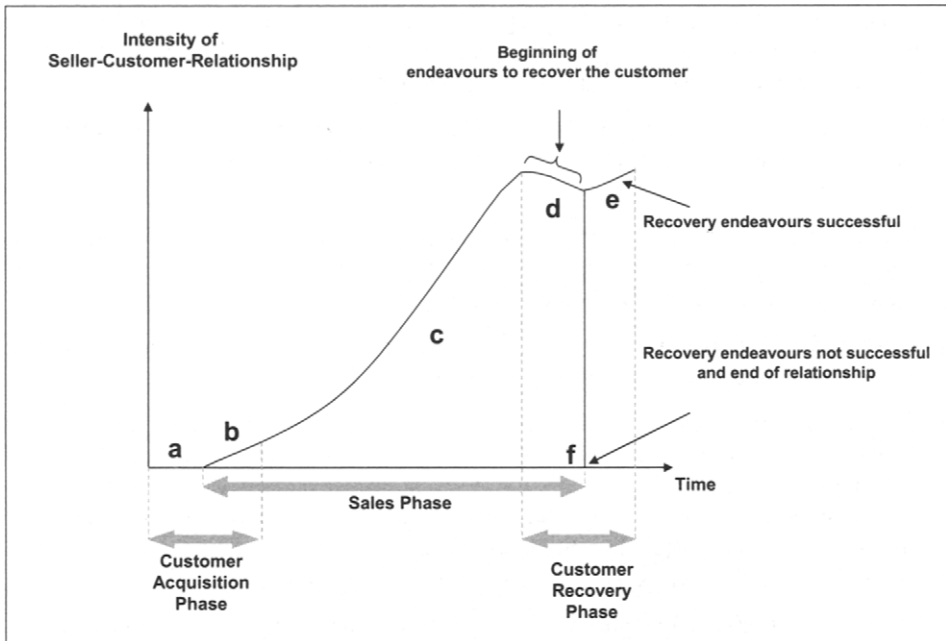 Intensity of
Seller-Customer-Relationship
Beginning of
endeavours to recover the customer
d
e
Recovery endeavours successful
c
Recovery endeavours not successful
and end of relationship
b
a
f
Time
Sales Phase
Customer
Acquisition
Phase
Customer
Recovery
Phase